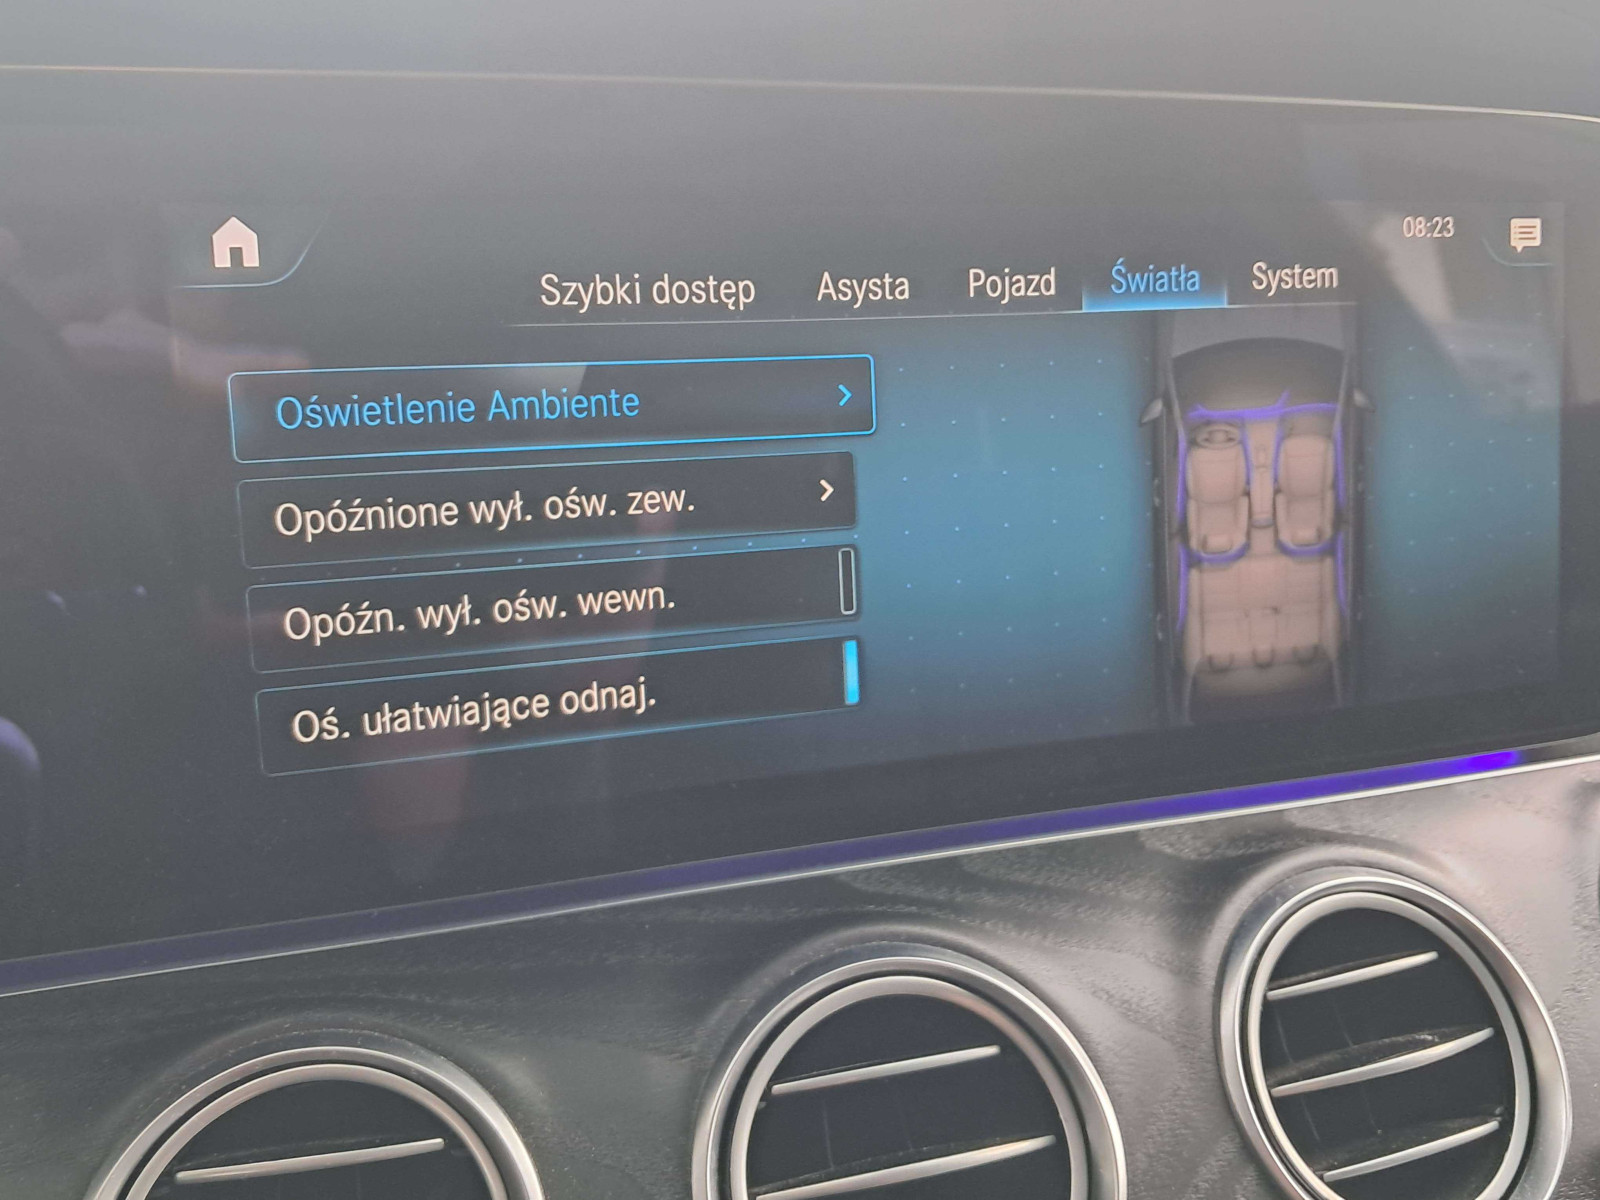 08:23
Szybki dostęp Asysta Pojazd Światła System
Oświetlenie Ambiente
Opóźnione wył. ośw. zew.
Opóźn. wył. ośw. wewn.
Oś. ułatwiające odnaj.